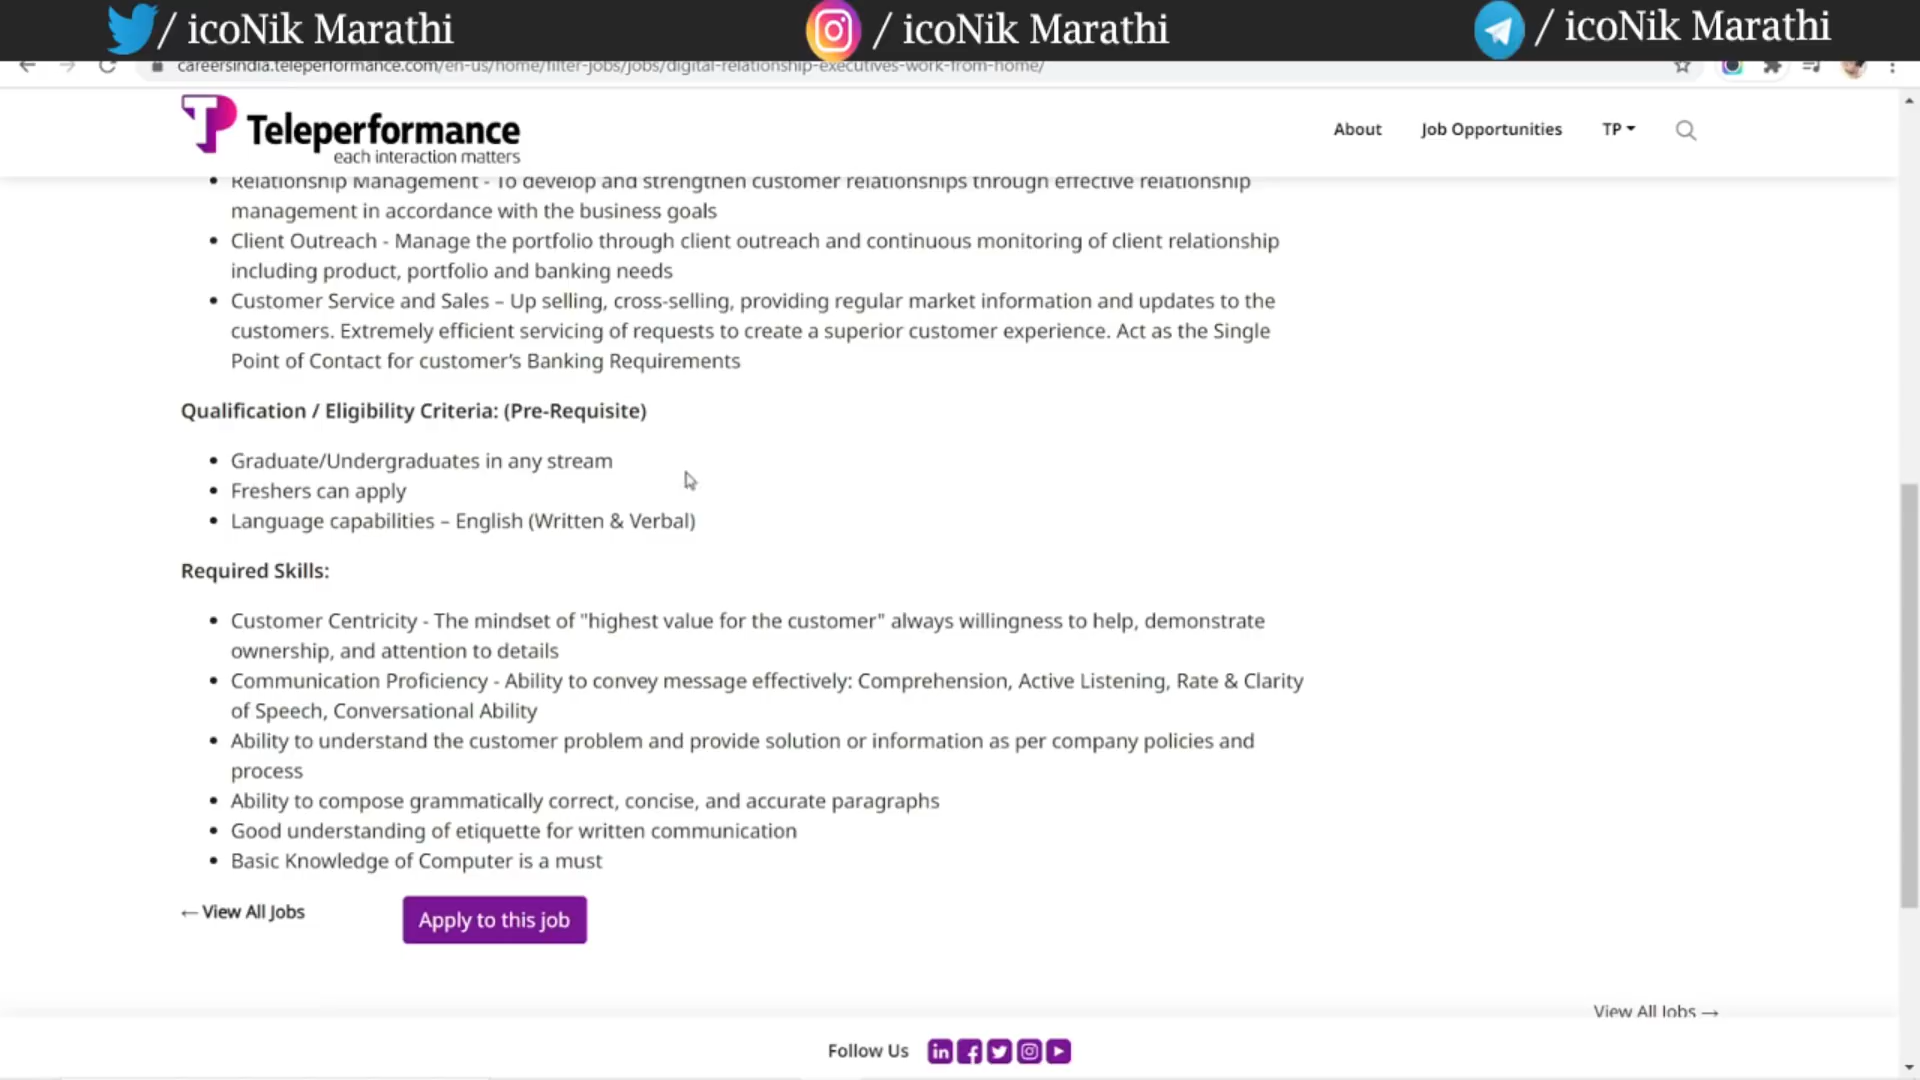 / icoNik Marathi
/ icoNik Marathi
/ icoNik Marathi
careersindia.teleperformance.com/en-us/home/filter-jobs/jobs/digital-relationship-executives-work-from-home/
Teleperformance
each interaction matters
About
Job Opportunities
TP
Relationship Management - To develop and strengthen customer relationships through effective relationship
management in accordance with the business goals
Client Outreach - Manage the portfolio through client outreach and continuous monitoring of client relationship
including product, portfolio and banking needs
Customer Service and Sales – Up selling, cross-selling, providing regular market information and updates to the
customers. Extremely efficient servicing of requests to create a superior customer experience. Act as the Single
Point of Contact for customer’s Banking Requirements
Qualification / Eligibility Criteria: (Pre-Requisite)
Graduate/Undergraduates in any stream
Freshers can apply
Language capabilities – English (Written & Verbal)
Required Skills:
Customer Centricity - The mindset of "highest value for the customer" always willingness to help, demonstrate
ownership, and attention to details
Communication Proficiency - Ability to convey message effectively: Comprehension, Active Listening, Rate & Clarity
of Speech, Conversational Ability
Ability to understand the customer problem and provide solution or information as per company policies and
process
Ability to compose grammatically correct, concise, and accurate paragraphs
Good understanding of etiquette for written communication
Basic Knowledge of Computer is a must
← View All Jobs
Apply to this job
View All Jobs →
Follow Us